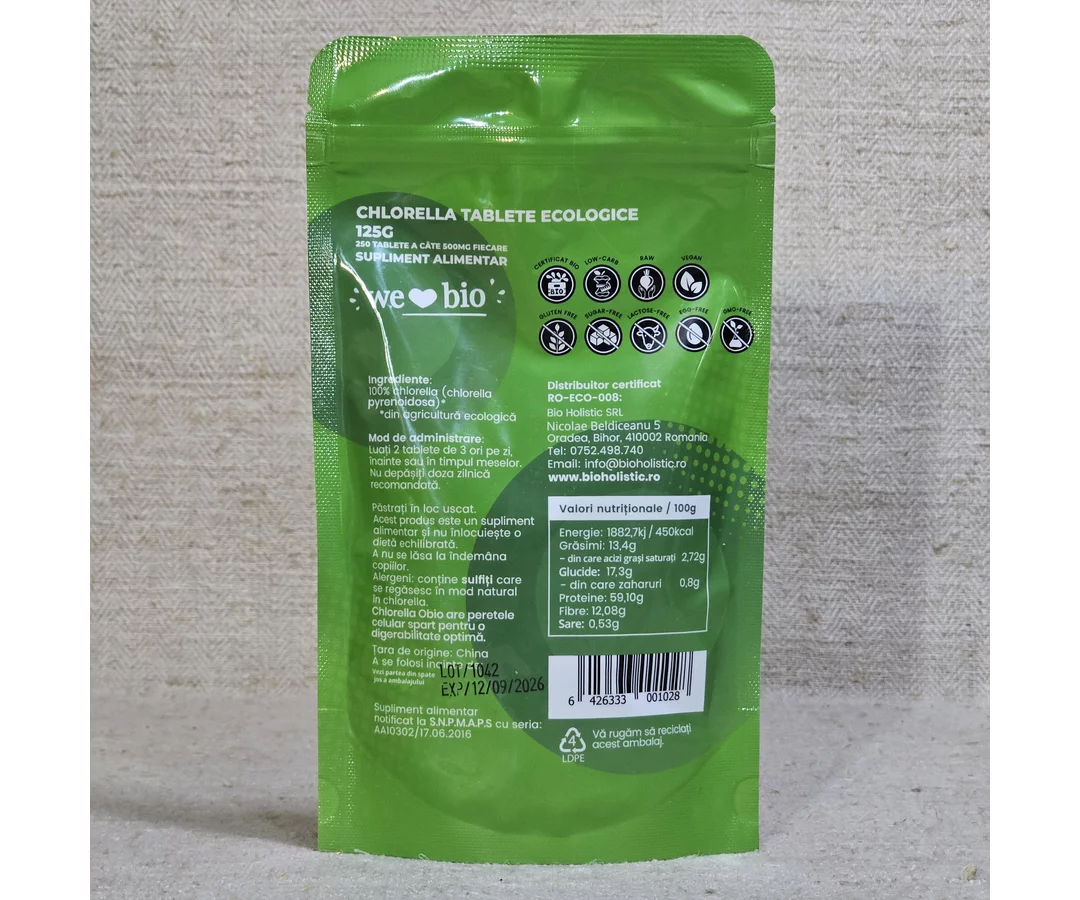 CHLORELLA TABLETE ECOLOGICE
125G
250 TABLETE A CÂTE 500MG FIECARE
SUPLIMENT ALIMENTAR
we bio
CERTIFICAT BIO
LOW-CARB
RAW
VEGAN
BIO
GLUTEN FREE
SUGAR-FREE
LACTOSE-FREE
EGG-FREE
GMO-FREE
Ingrediente:
100% chlorella (chlorella
pyrenoidosa)*
*din agricultură ecologică
Mod de administrare:
Luați 2 tablete de 3 ori pe zi,
înainte sau în timpul meselor.
Nu depășiți doza zilnică
recomandată.
Păstrați în loc uscat.
Acest produs este un supliment
alimentar și nu înlocuiește o
dietă echilibrată.
A nu se lăsa la îndemâna
copiilor.
Alergeni: conține sulfiți care
se regăsesc în mod natural
în chlorella.
Chlorella Obio are peretele
celular spart pentru o
digerabilitate optimă.
Țara de origine: China
A se folosi înainte de
Vezi partea din spate
jos a ambalajului
LOT/1042
EXP/12/09/2026
Supliment alimentar
notificat la S.N.P.M.A.P.S cu seria:
AA10302/17.06.2016
Distribuitor certificat
RO-ECO-008:
Bio Holistic SRL
Nicolae Beldiceanu 5
Oradea, Bihor, 410002 Romania
Tel: 0752.498.740
Email: info@bioholistic.ro
www.bioholistic.ro
Valori nutriționale / 100g
Energie: 1882,7kj / 450kcal
Grăsimi: 13,4g
- din care acizi grași saturați 2,72g
Glucide: 17,3g
- din care zaharuri 0,8g
Proteine: 59,10g
Fibre: 12,08g
Sare: 0,53g
6 426333 001028
4
LDPE
Vă rugăm să reciclați
acest ambalaj.